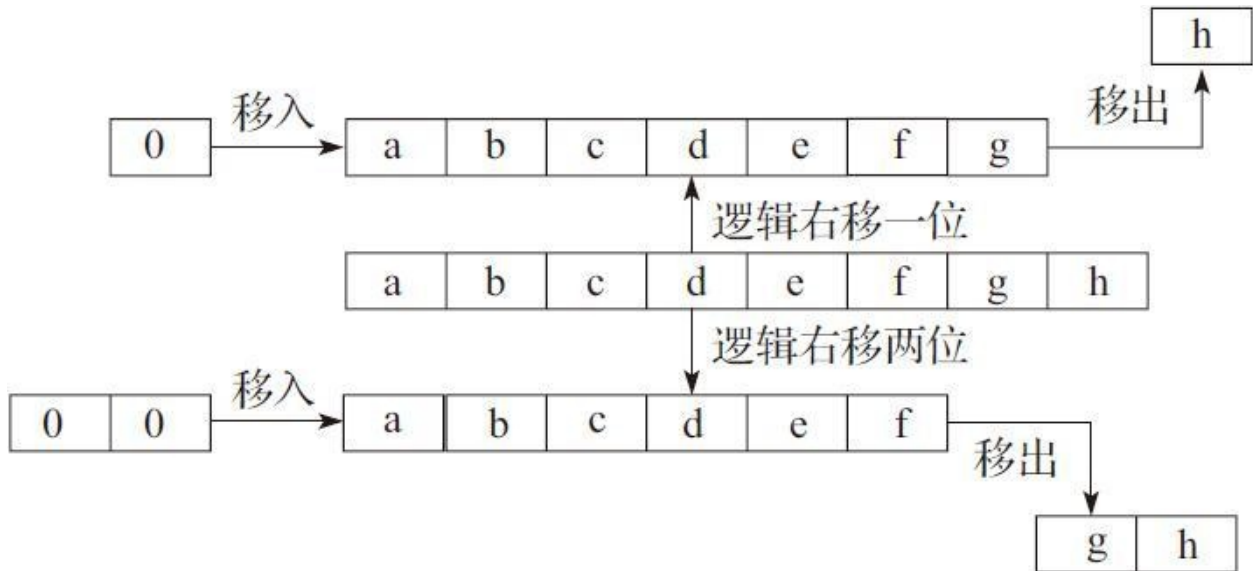 h
移入
移出
0 a b c d e f g
逻辑右移一位
a b c d e f g h
逻辑右移两位
移入
0 0 a b c d e f
移出
g h